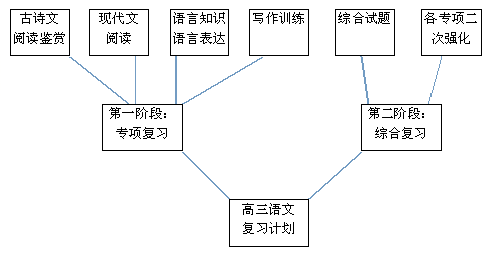 古诗文
阅读鉴赏
现代文
阅读
语言知识
语言表达
写作训练
综合试题
各专项二
次强化
第一阶段：
专项复习
第二阶段：
综合复习
高三语文
复习计划